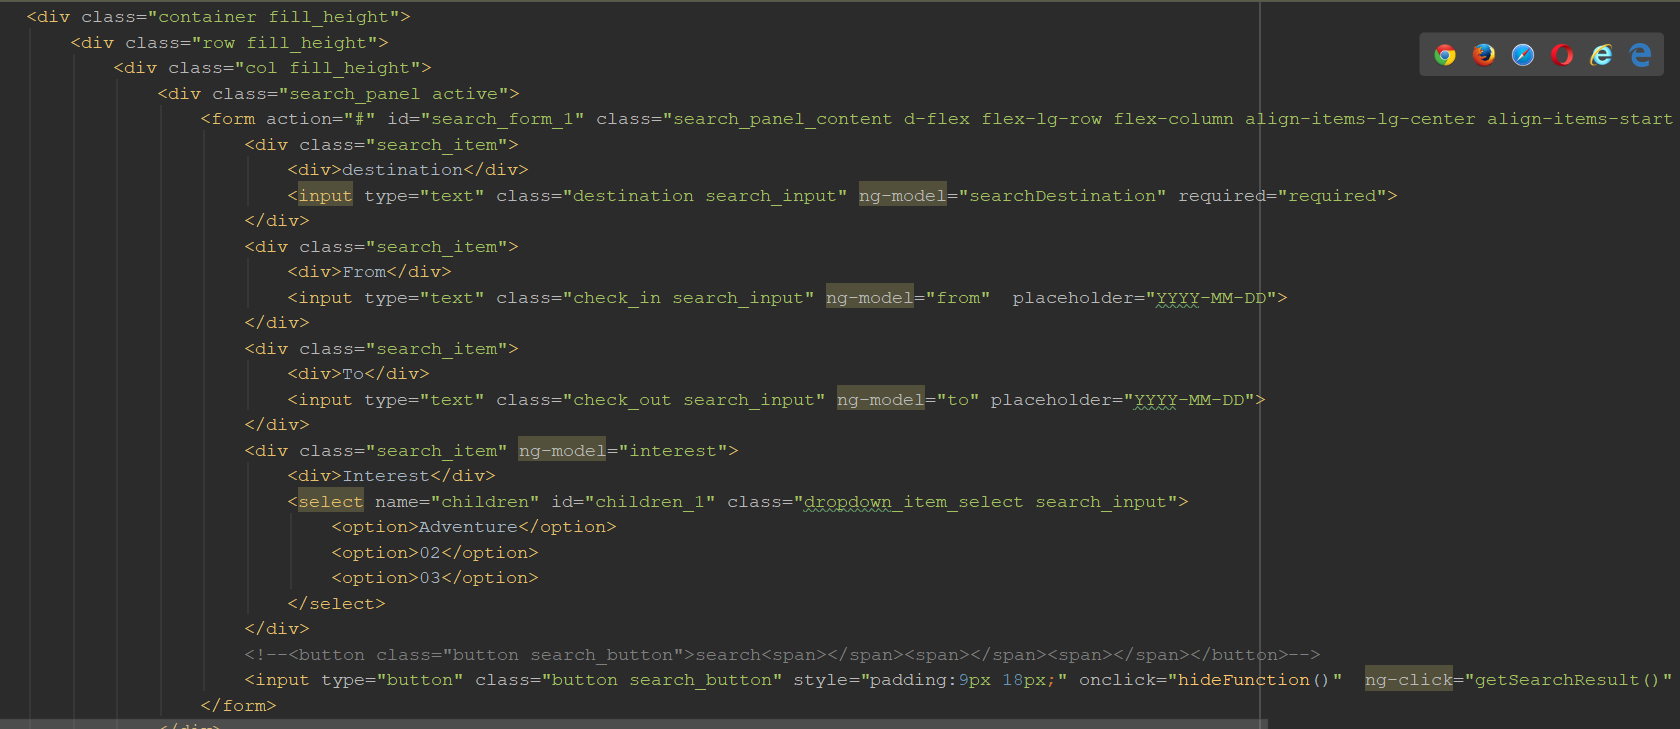 <div class="container fill_height">
<div class="row fill_height">
<div class="col fill_height">
<div class="search_panel active">
<form action="#" id="search_form_1" class="search_panel_content d-flex flex-lg-row flex-column align-items-lg-center align-items-start
<div class="search_item">
<div>destination</div>
<input type="text" class="destination search_input" ng-model="searchDestination" required="required">
</div>
<div class="search_item">
<div>From</div>
<input type="text" class="check_in search_input" ng-model="from"  placeholder="YYYY-MM-DD">
</div>
<div class="search_item">
<div>To</div>
<input type="text" class="check_out search_input" ng-model="to" placeholder="YYYY-MM-DD">
</div>
<div class="search_item" ng-model="interest">
<div>Interest</div>
<select name="children" id="children_1" class="dropdown_item_select search_input">
<option>Adventure</option>
<option>02</option>
<option>03</option>
</select>
</div>
<!--<button class="button search_button">search<span></span><span></span><span></span></button>-->
<input type="button" class="button search_button" style="padding:9px 18px;" onclick="hideFunction()"  ng-click="getSearchResult()"
</form>
</div>